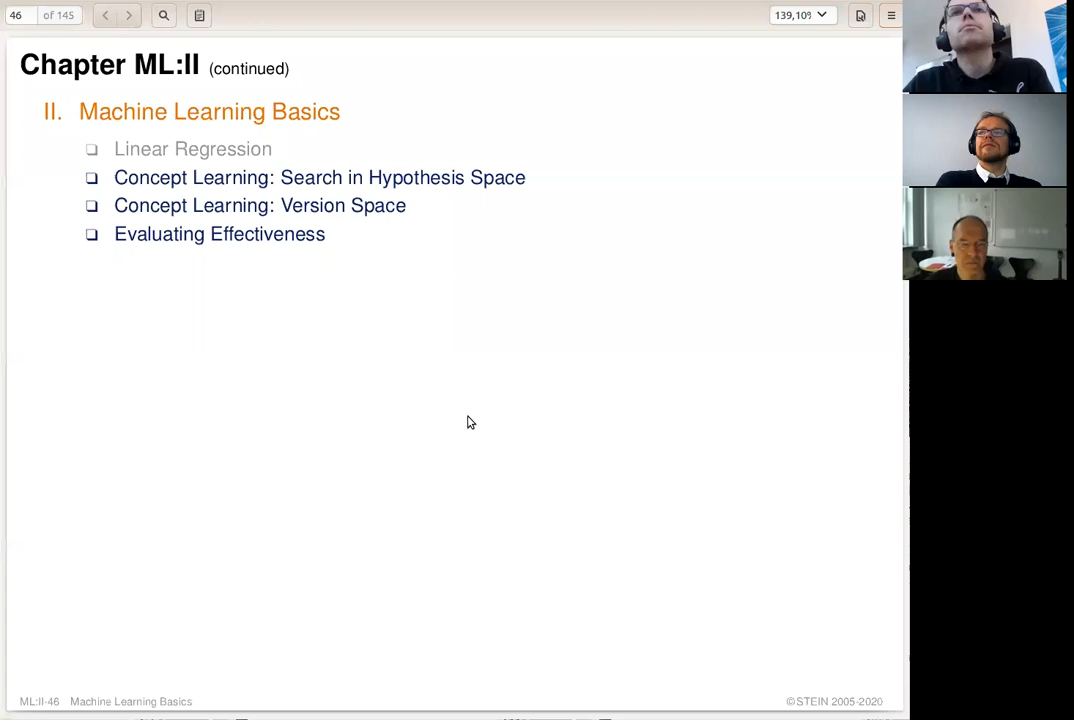 46 of 145 139,10%
Chapter ML:II (continued)
II. Machine Learning Basics
Linear Regression
Concept Learning: Search in Hypothesis Space
Concept Learning: Version Space
Evaluating Effectiveness
ML:II-46 Machine Learning Basics ©STEIN 2005-2020